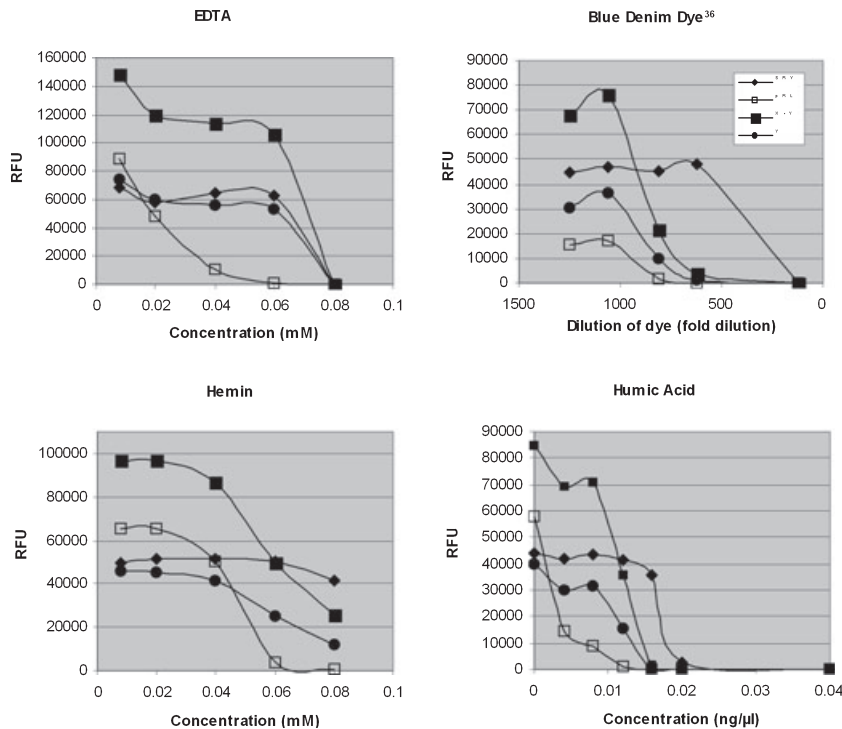 EDTA
RFU
160000
140000
120000
100000
80000
60000
40000
20000
0
0 0.02 0.04 0.06 0.08 0.1
Concentration (mM)
Blue Denim Dye³⁶
RFU
90000
80000
70000
60000
50000
40000
30000
20000
10000
0
1500 1000 500 0
Dilution of dye (fold dilution)
Hemin
RFU
100000
80000
60000
40000
20000
0
0 0.02 0.04 0.06 0.08 0.1
Concentration (mM)
Humic Acid
RFU
90000
80000
70000
60000
50000
40000
30000
20000
10000
0
0 0.01 0.02 0.03 0.04
Concentration (ng/µl)